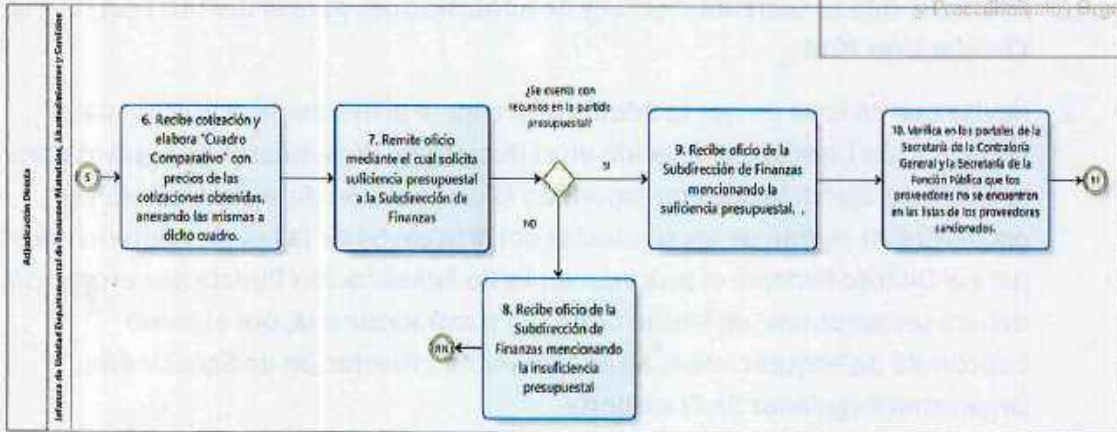 Procedimientos
Adjudicación Directa
Jefatura de Unidad Departamental de
5
6. Recibe cotización y
elabora "Cuadro
Comparativo" con
precios de las
cotizaciones obtenidas,
anexando las mismas a
dicho cuadro.
7. Remite oficio
mediante el cual solicita
suficiencia presupuestal
a la Subdirección de
Finanzas
¿Se cuenta con
recursos en la partida
presupuestal?
SI
NO
9. Recibe oficio de la
Subdirección de Finanzas
mencionando la
suficiencia presupuestal.
10. Verifica en los portales de la
Secretaría de la Contraloría
General y la Secretaría de la
Función Pública que los
proveedores no se encuentran
en las listas de los proveedores
sancionados.
8. Recibe oficio de la
Subdirección de
Finanzas mencionando
la insuficiencia
presupuestal